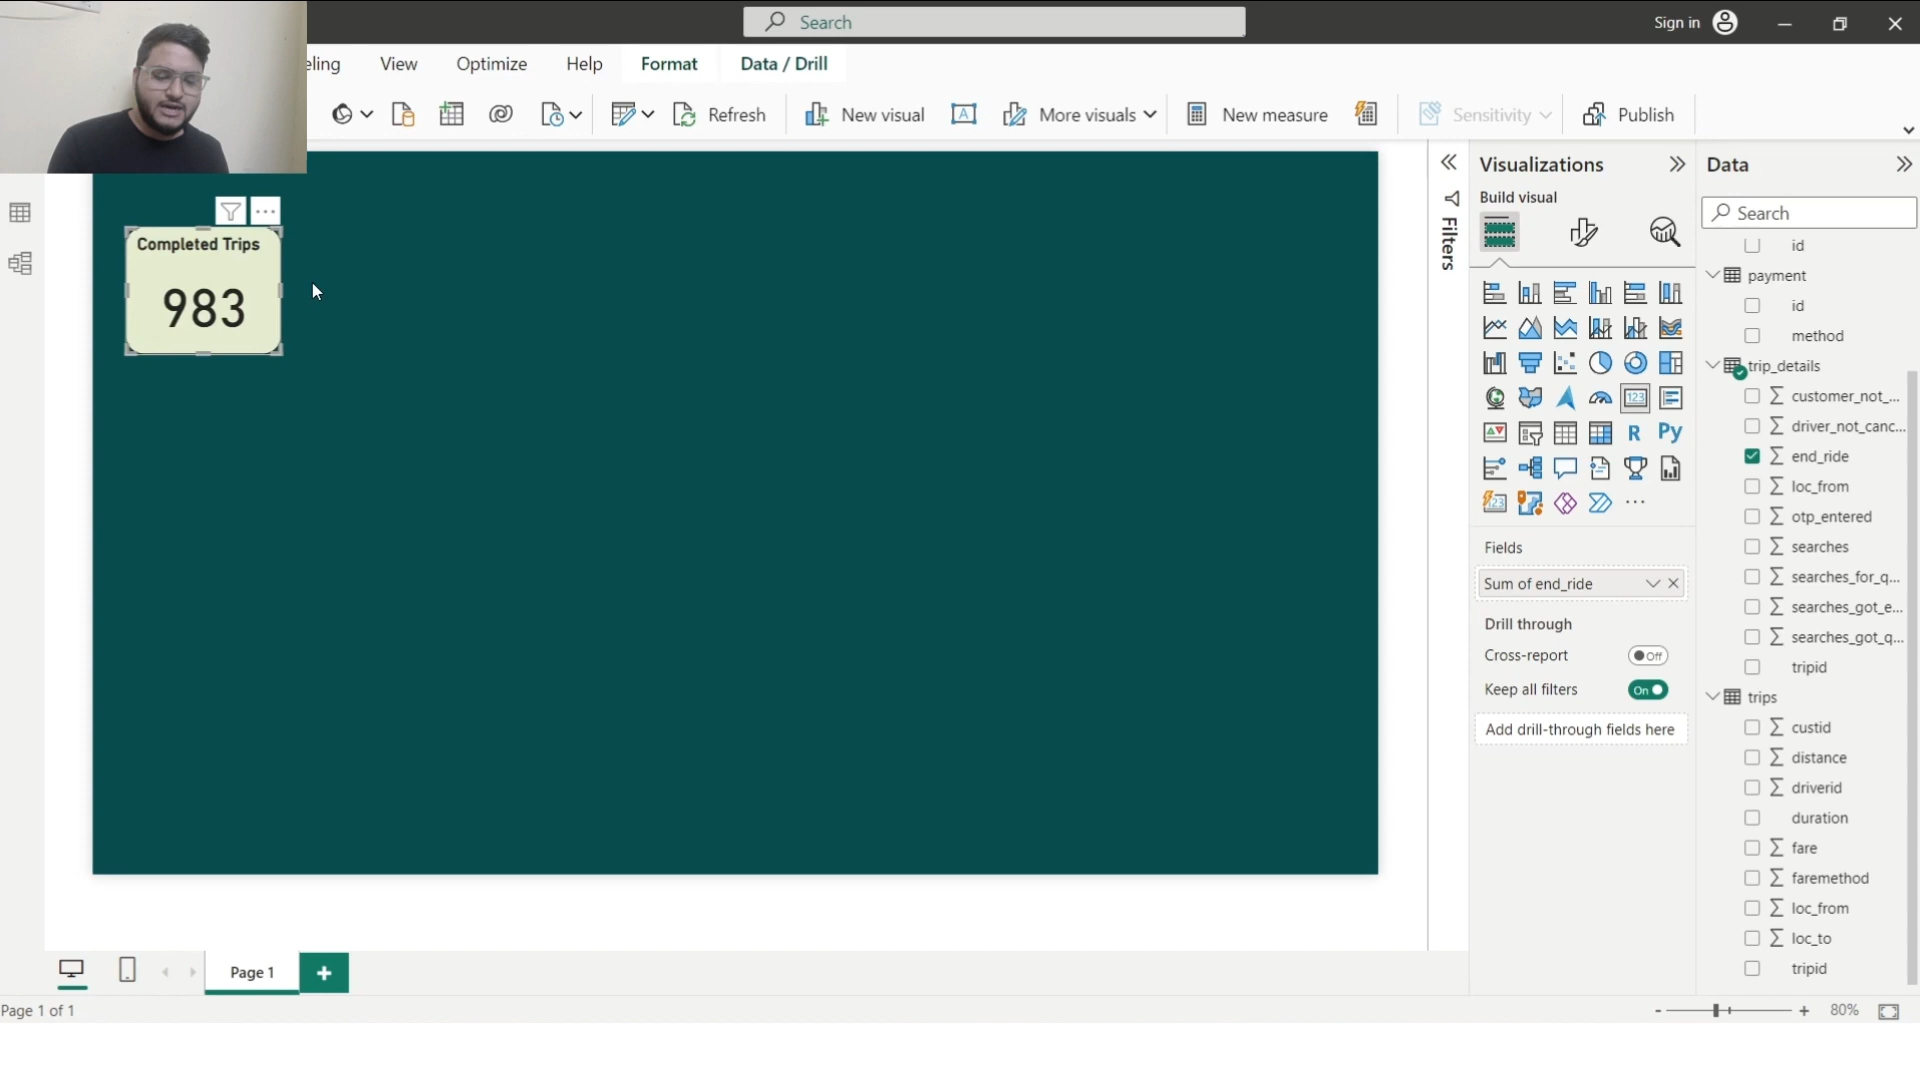 Search
Sign in
eling
View
Optimize
Help
Format
Data / Drill
Refresh
New visual
More visuals
New measure
Sensitivity
Publish
Completed Trips
983
Filters
Visualizations
Build visual
123
R
Py
123
Fields
Sum of end_ride
Drill through
Cross-report
Off
Keep all filters
On
Add drill-through fields here
Data
Search
id
payment
id
method
trip_details
customer_not_...
driver_not_canc...
end_ride
loc_from
otp_entered
searches
searches_for_q...
searches_got_e...
searches_got_q...
tripid
trips
custid
distance
driverid
duration
fare
faremethod
loc_from
loc_to
tripid
Page 1
Page 1 of 1
80%